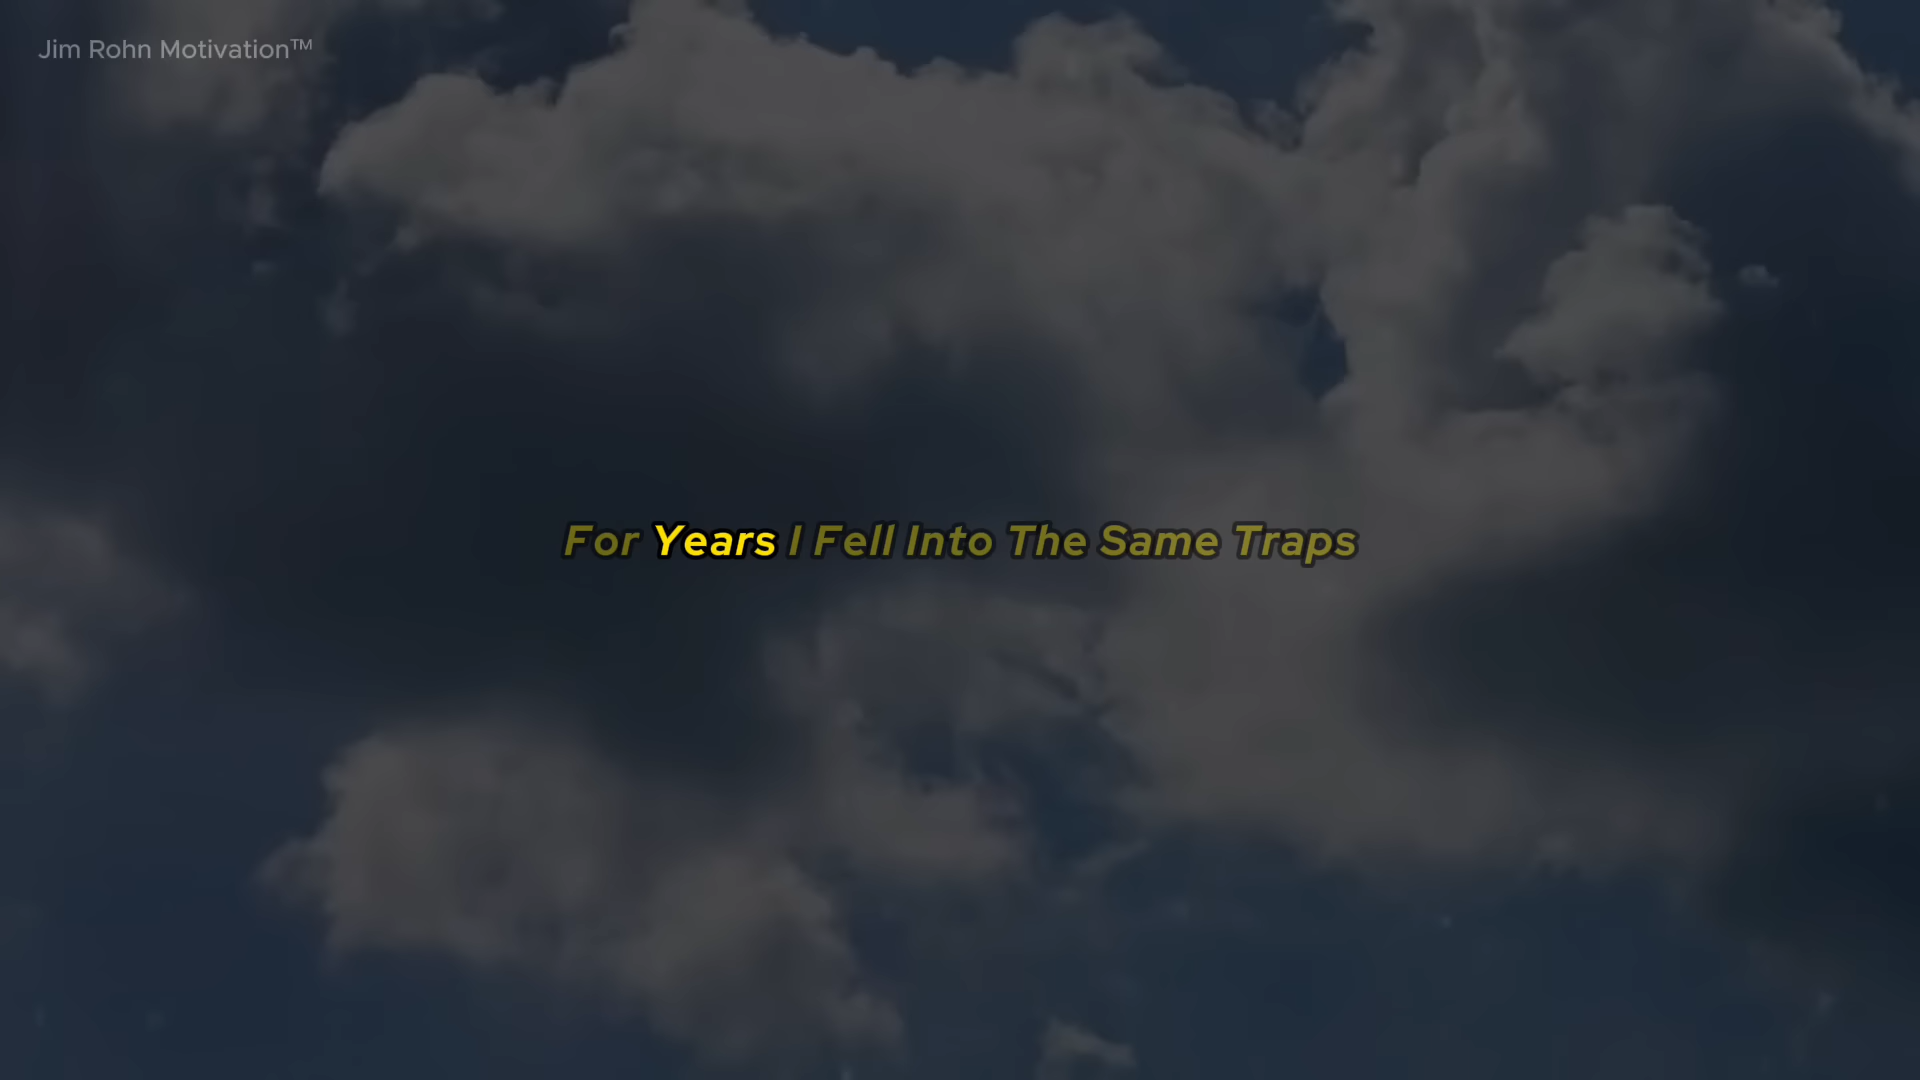 Jim Rohn Motivation™
For Years I Fell Into The Same Traps